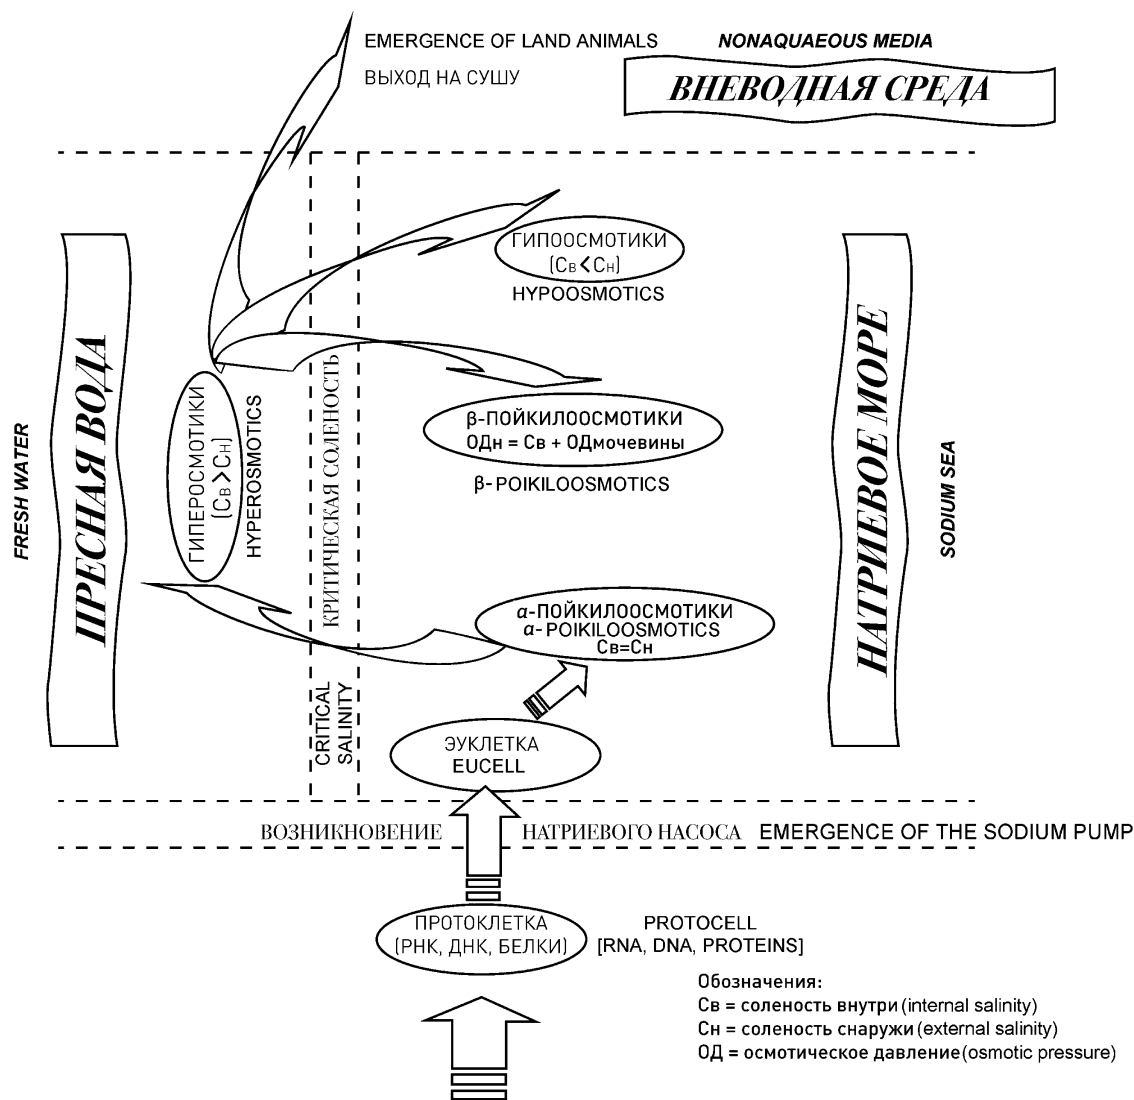 EMERGENCE OF LAND ANIMALS
ВЫХОД НА СУШУ
NONAQUAEOUS MEDIA
ВНЕВОДНАЯ СРЕДА
ГИПООСМОТИКИ
(Св<Сн)
HYPOOSMOTICS
FRESH WATER
ПРЕСНАЯ ВОДА
ГИПЕРОСМОТИКИ
(Св>Сн)
HYPEROSMOTICS
КРИТИЧЕСКАЯ СОЛЕНОСТЬ
CRITICAL
SALINITY
β-ПОЙКИЛООСМОТИКИ
ОДн = Св + ОДмочевины
β- POIKILOOSMOTICS
НАТРИЕВОЕ МОРЕ
SODIUM SEA
α-ПОЙКИЛООСМОТИКИ
α- POIKILOOSMOTICS
Св=Сн
ЭУКЛЕТКА
EUCELL
ВОЗНИКНОВЕНИЕ НАТРИЕВОГО НАСОСА EMERGENCE OF THE SODIUM PUMP
ПРОТОКЛЕТКА
(РНК, ДНК, БЕЛКИ)
PROTOCELL
[RNA, DNA, PROTEINS]
Обозначения:
Св = соленость внутри (internal salinity)
Сн = соленость снаружи (external salinity)
ОД = осмотическое давление (osmotic pressure)